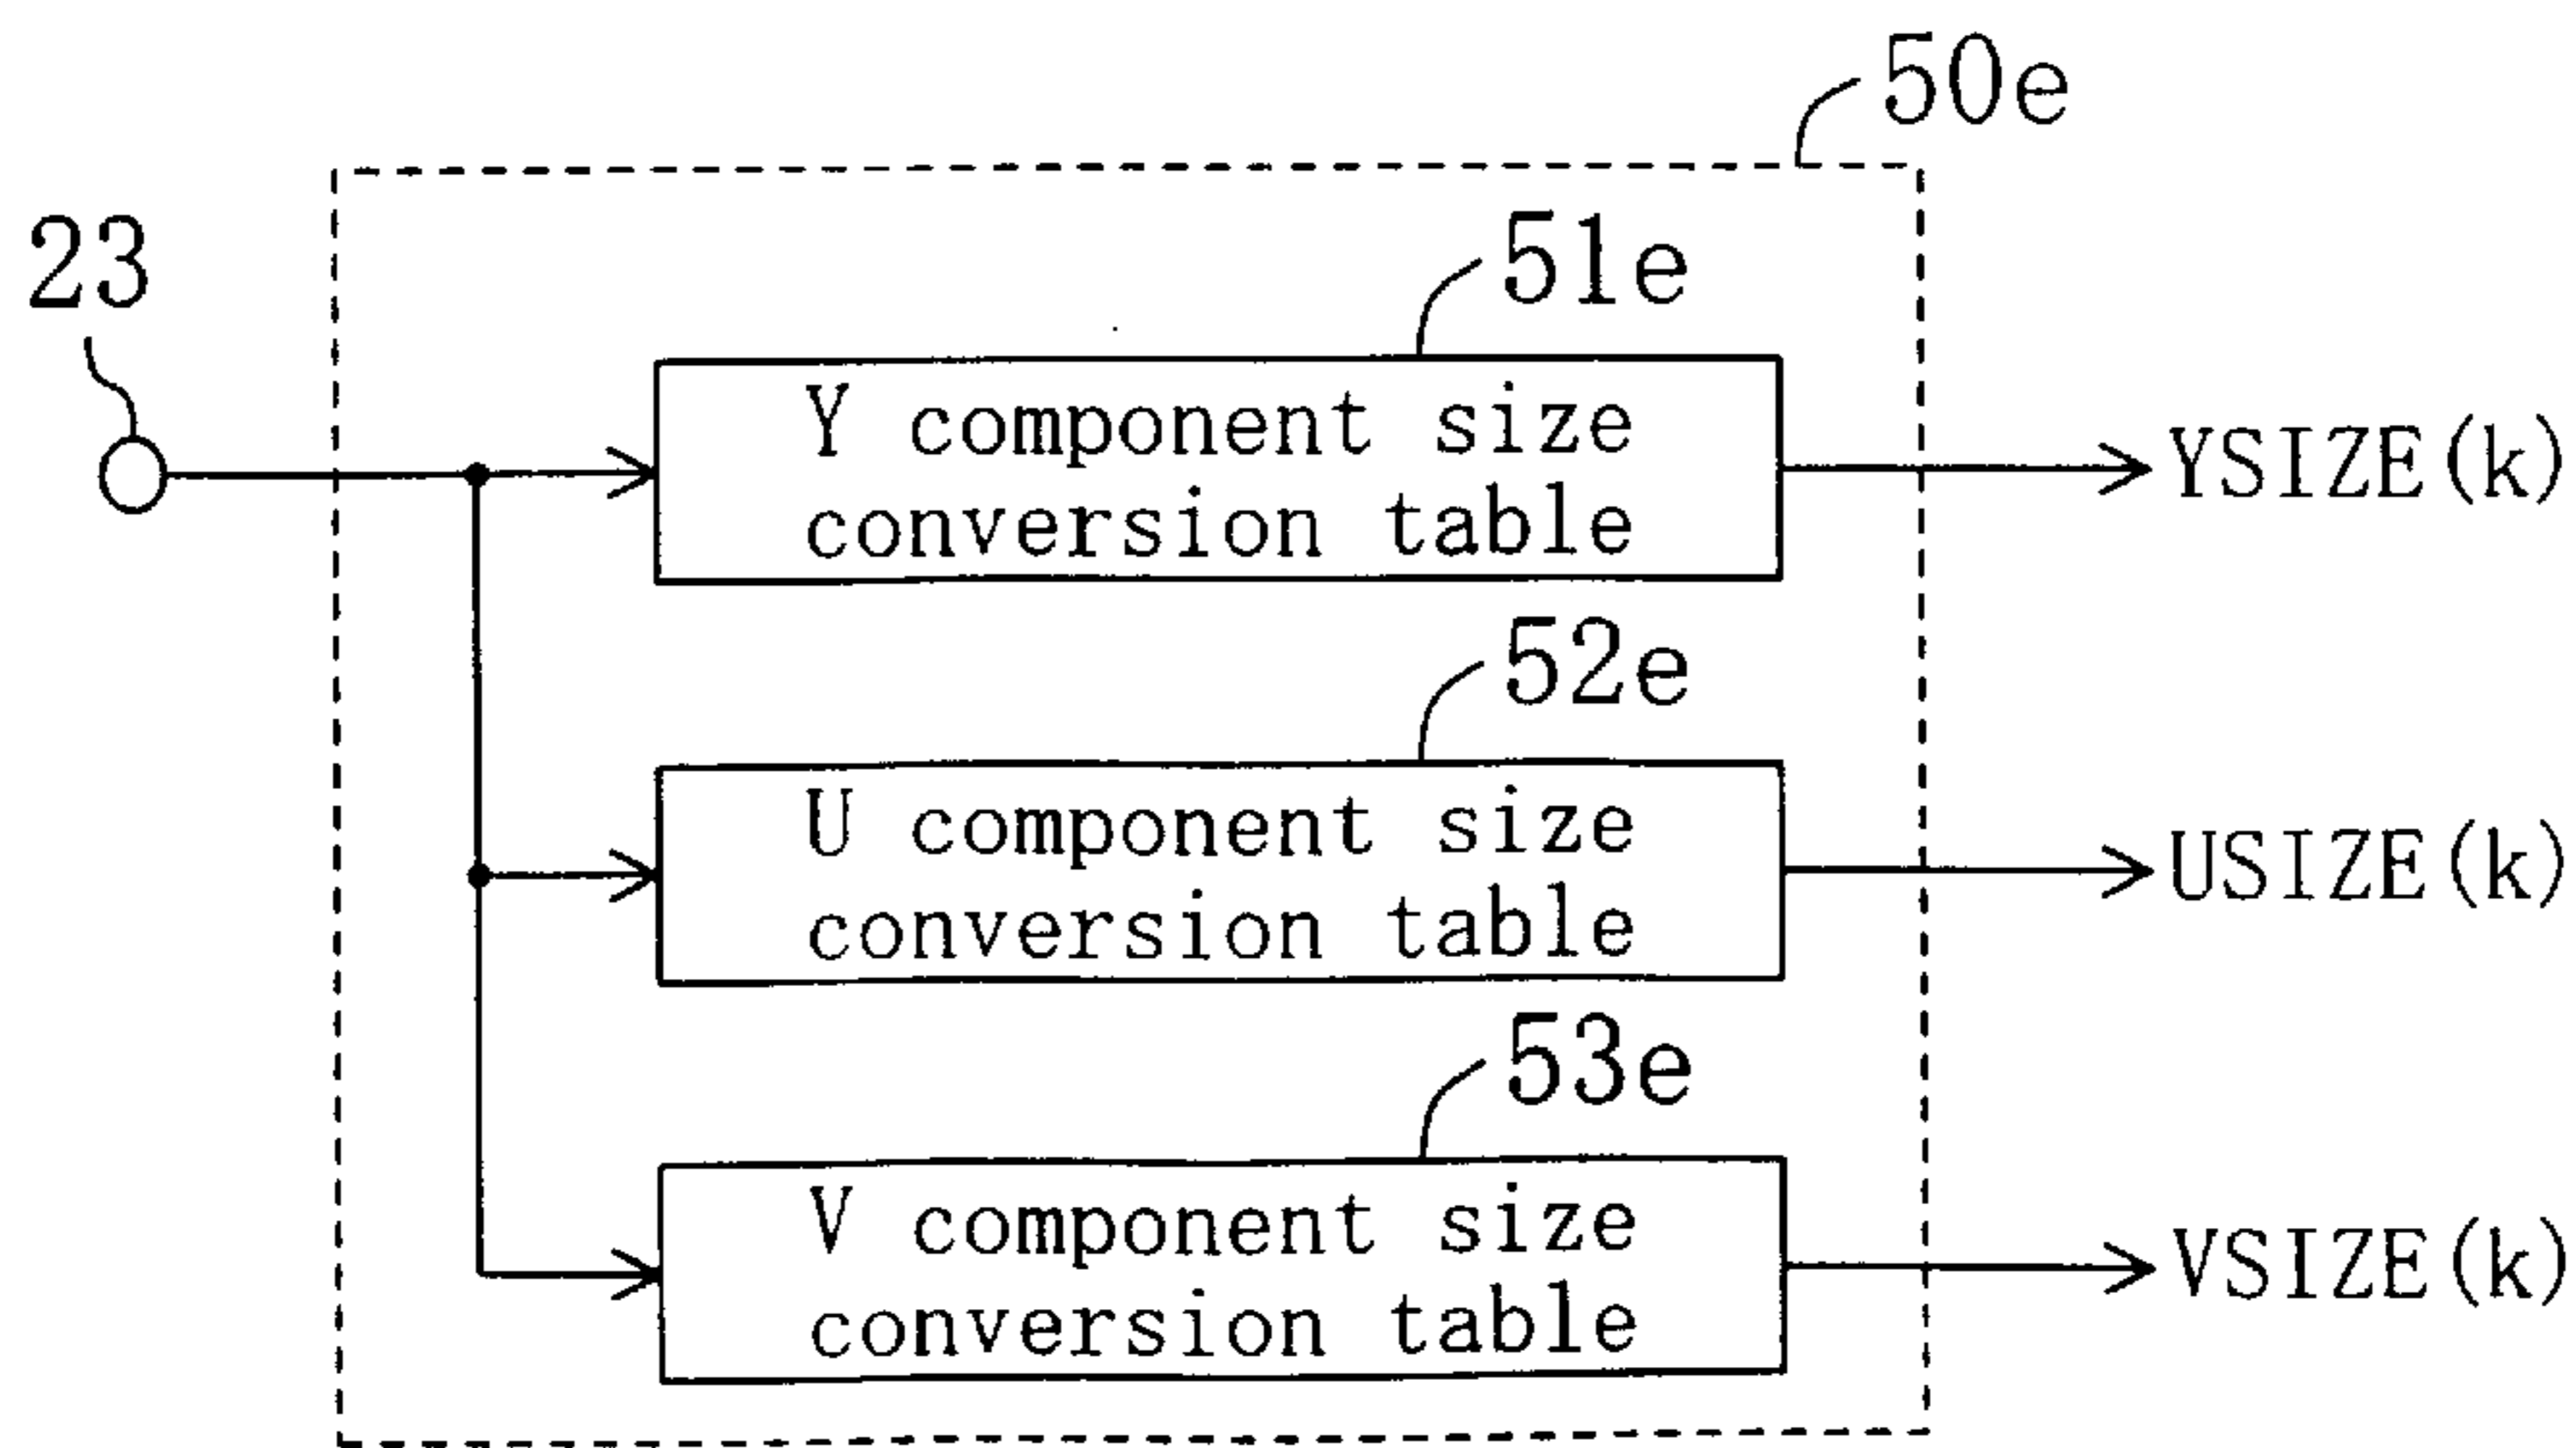 50e
23
51e
Y component size
conversion table
YSIZE(k)
52e
U component size
conversion table
USIZE(k)
53e
V component size
conversion table
VSIZE(k)